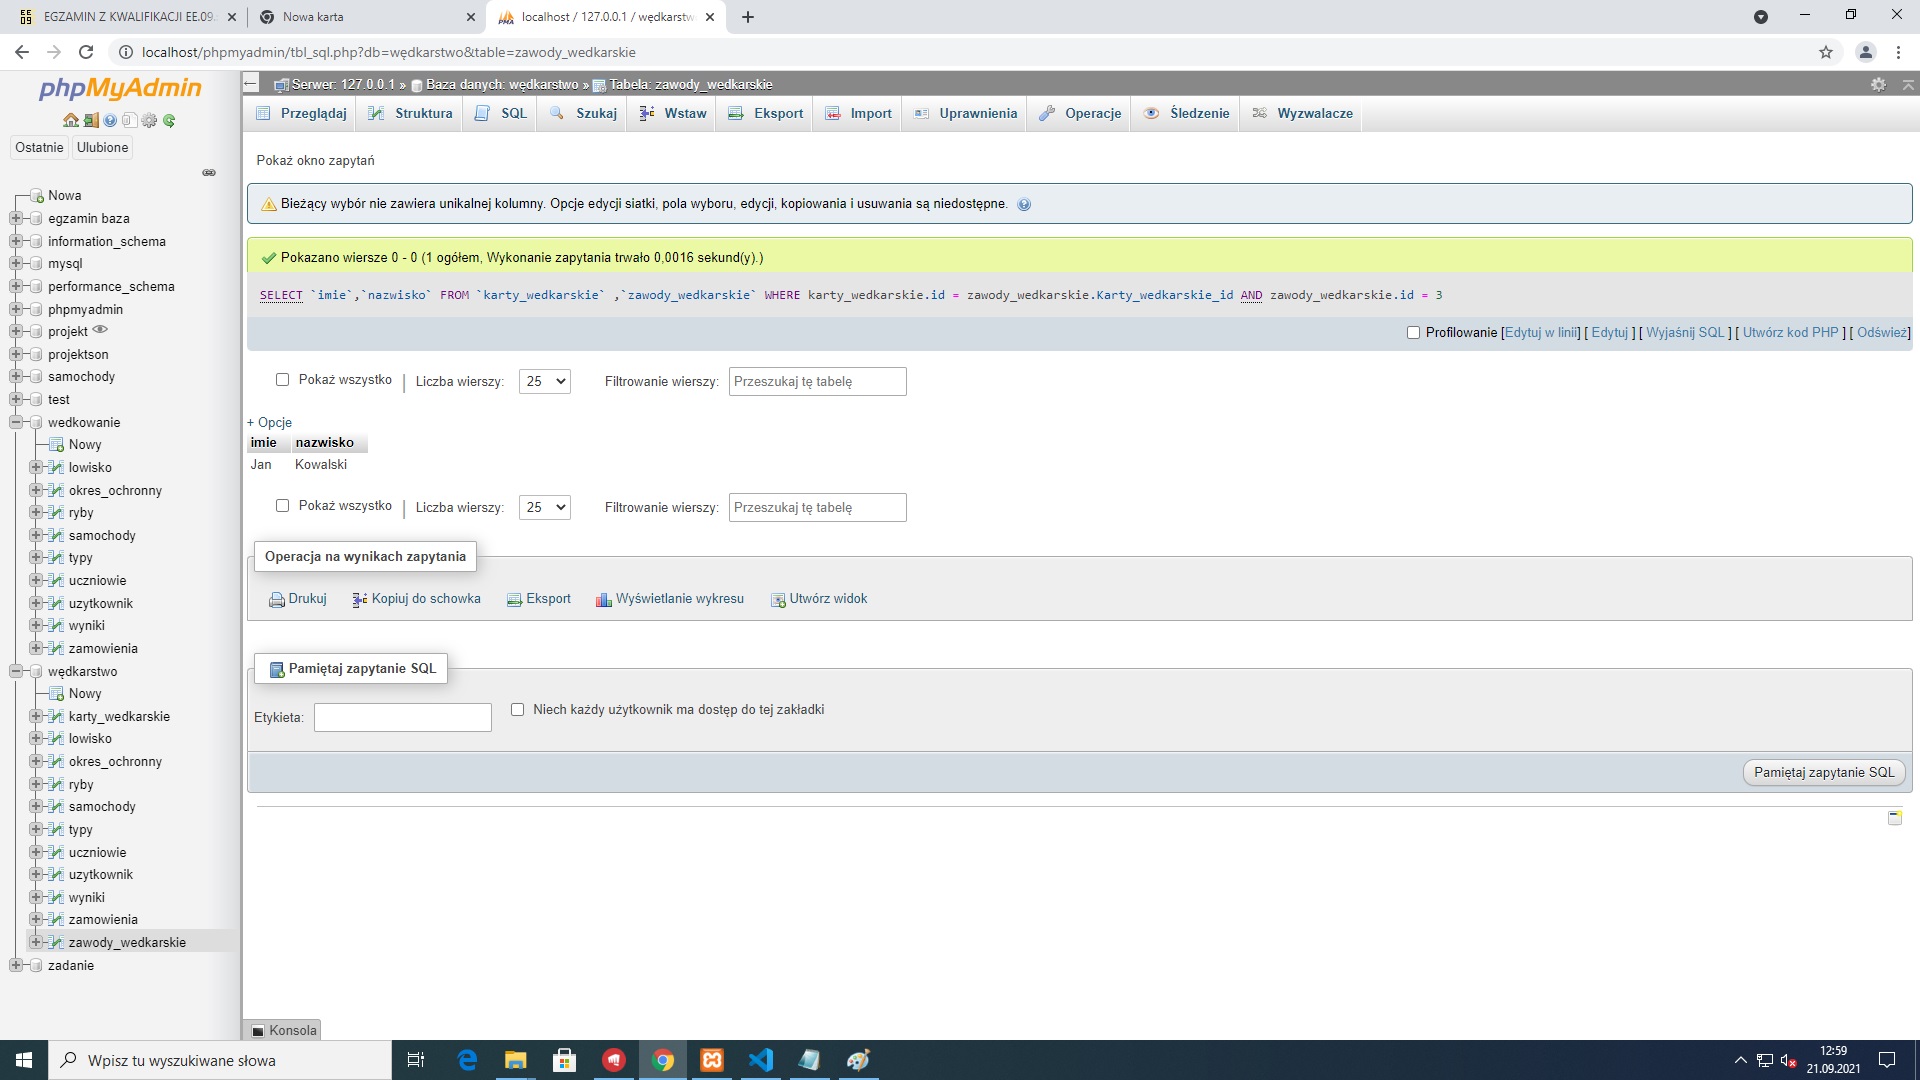 EGZAMIN Z KWALIFIKACJI EE.09.
Nowa karta
localhost / 127.0.0.1 / wędkarstw
localhost/phpmyadmin/tbl_sql.php?db=wędkarstwo&table=zawody_wedkarskie
phpMyAdmin
Ostatnie
Ulubione
Nowa
egzamin baza
information_schema
mysql
performance_schema
phpmyadmin
projekt
projektson
samochody
test
wedkowanie
Nowy
lowisko
okres_ochronny
ryby
samochody
typy
uczniowie
uzytkownik
wyniki
zamowienia
wędkarstwo
Nowy
karty_wedkarskie
lowisko
okres_ochronny
ryby
samochody
typy
uczniowie
uzytkownik
wyniki
zamowienia
zawody_wedkarskie
zadanie
Serwer: 127.0.0.1 » Baza danych: wędkarstwo » Tabela: zawody_wedkarskie
Przeglądaj Struktura SQL Szukaj Wstaw Eksport Import Uprawnienia Operacje Śledzenie Wyzwalacze
Pokaż okno zapytań
Bieżący wybór nie zawiera unikalnej kolumny. Opcje edycji siatki, pola wyboru, edycji, kopiowania i usuwania są niedostępne.
Pokazano wiersze 0 - 0 (1 ogółem, Wykonanie zapytania trwało 0,0016 sekund(y).)
SELECT `imie`,`nazwisko` FROM `karty_wedkarskie` ,`zawody_wedkarskie` WHERE karty_wedkarskie.id = zawody_wedkarskie.Karty_wedkarskie_id AND zawody_wedkarskie.id = 3
Profilowanie [Edytuj w linii] [ Edytuj ] [ Wyjaśnij SQL ] [ Utwórz kod PHP ] [ Odśwież]
Pokaż wszystko | Liczba wierszy: 25 Filtrowanie wierszy: Przeszukaj tę tabelę
+ Opcje
imie nazwisko
Jan Kowalski
Pokaż wszystko | Liczba wierszy: 25 Filtrowanie wierszy: Przeszukaj tę tabelę
Operacja na wynikach zapytania
Drukuj Kopiuj do schowka Eksport Wyświetlanie wykresu Utwórz widok
Pamiętaj zapytanie SQL
Etykieta: Niech każdy użytkownik ma dostęp do tej zakładki
Pamiętaj zapytanie SQL
Konsola
Wpisz tu wyszukiwane słowa
12:59
21.09.2021